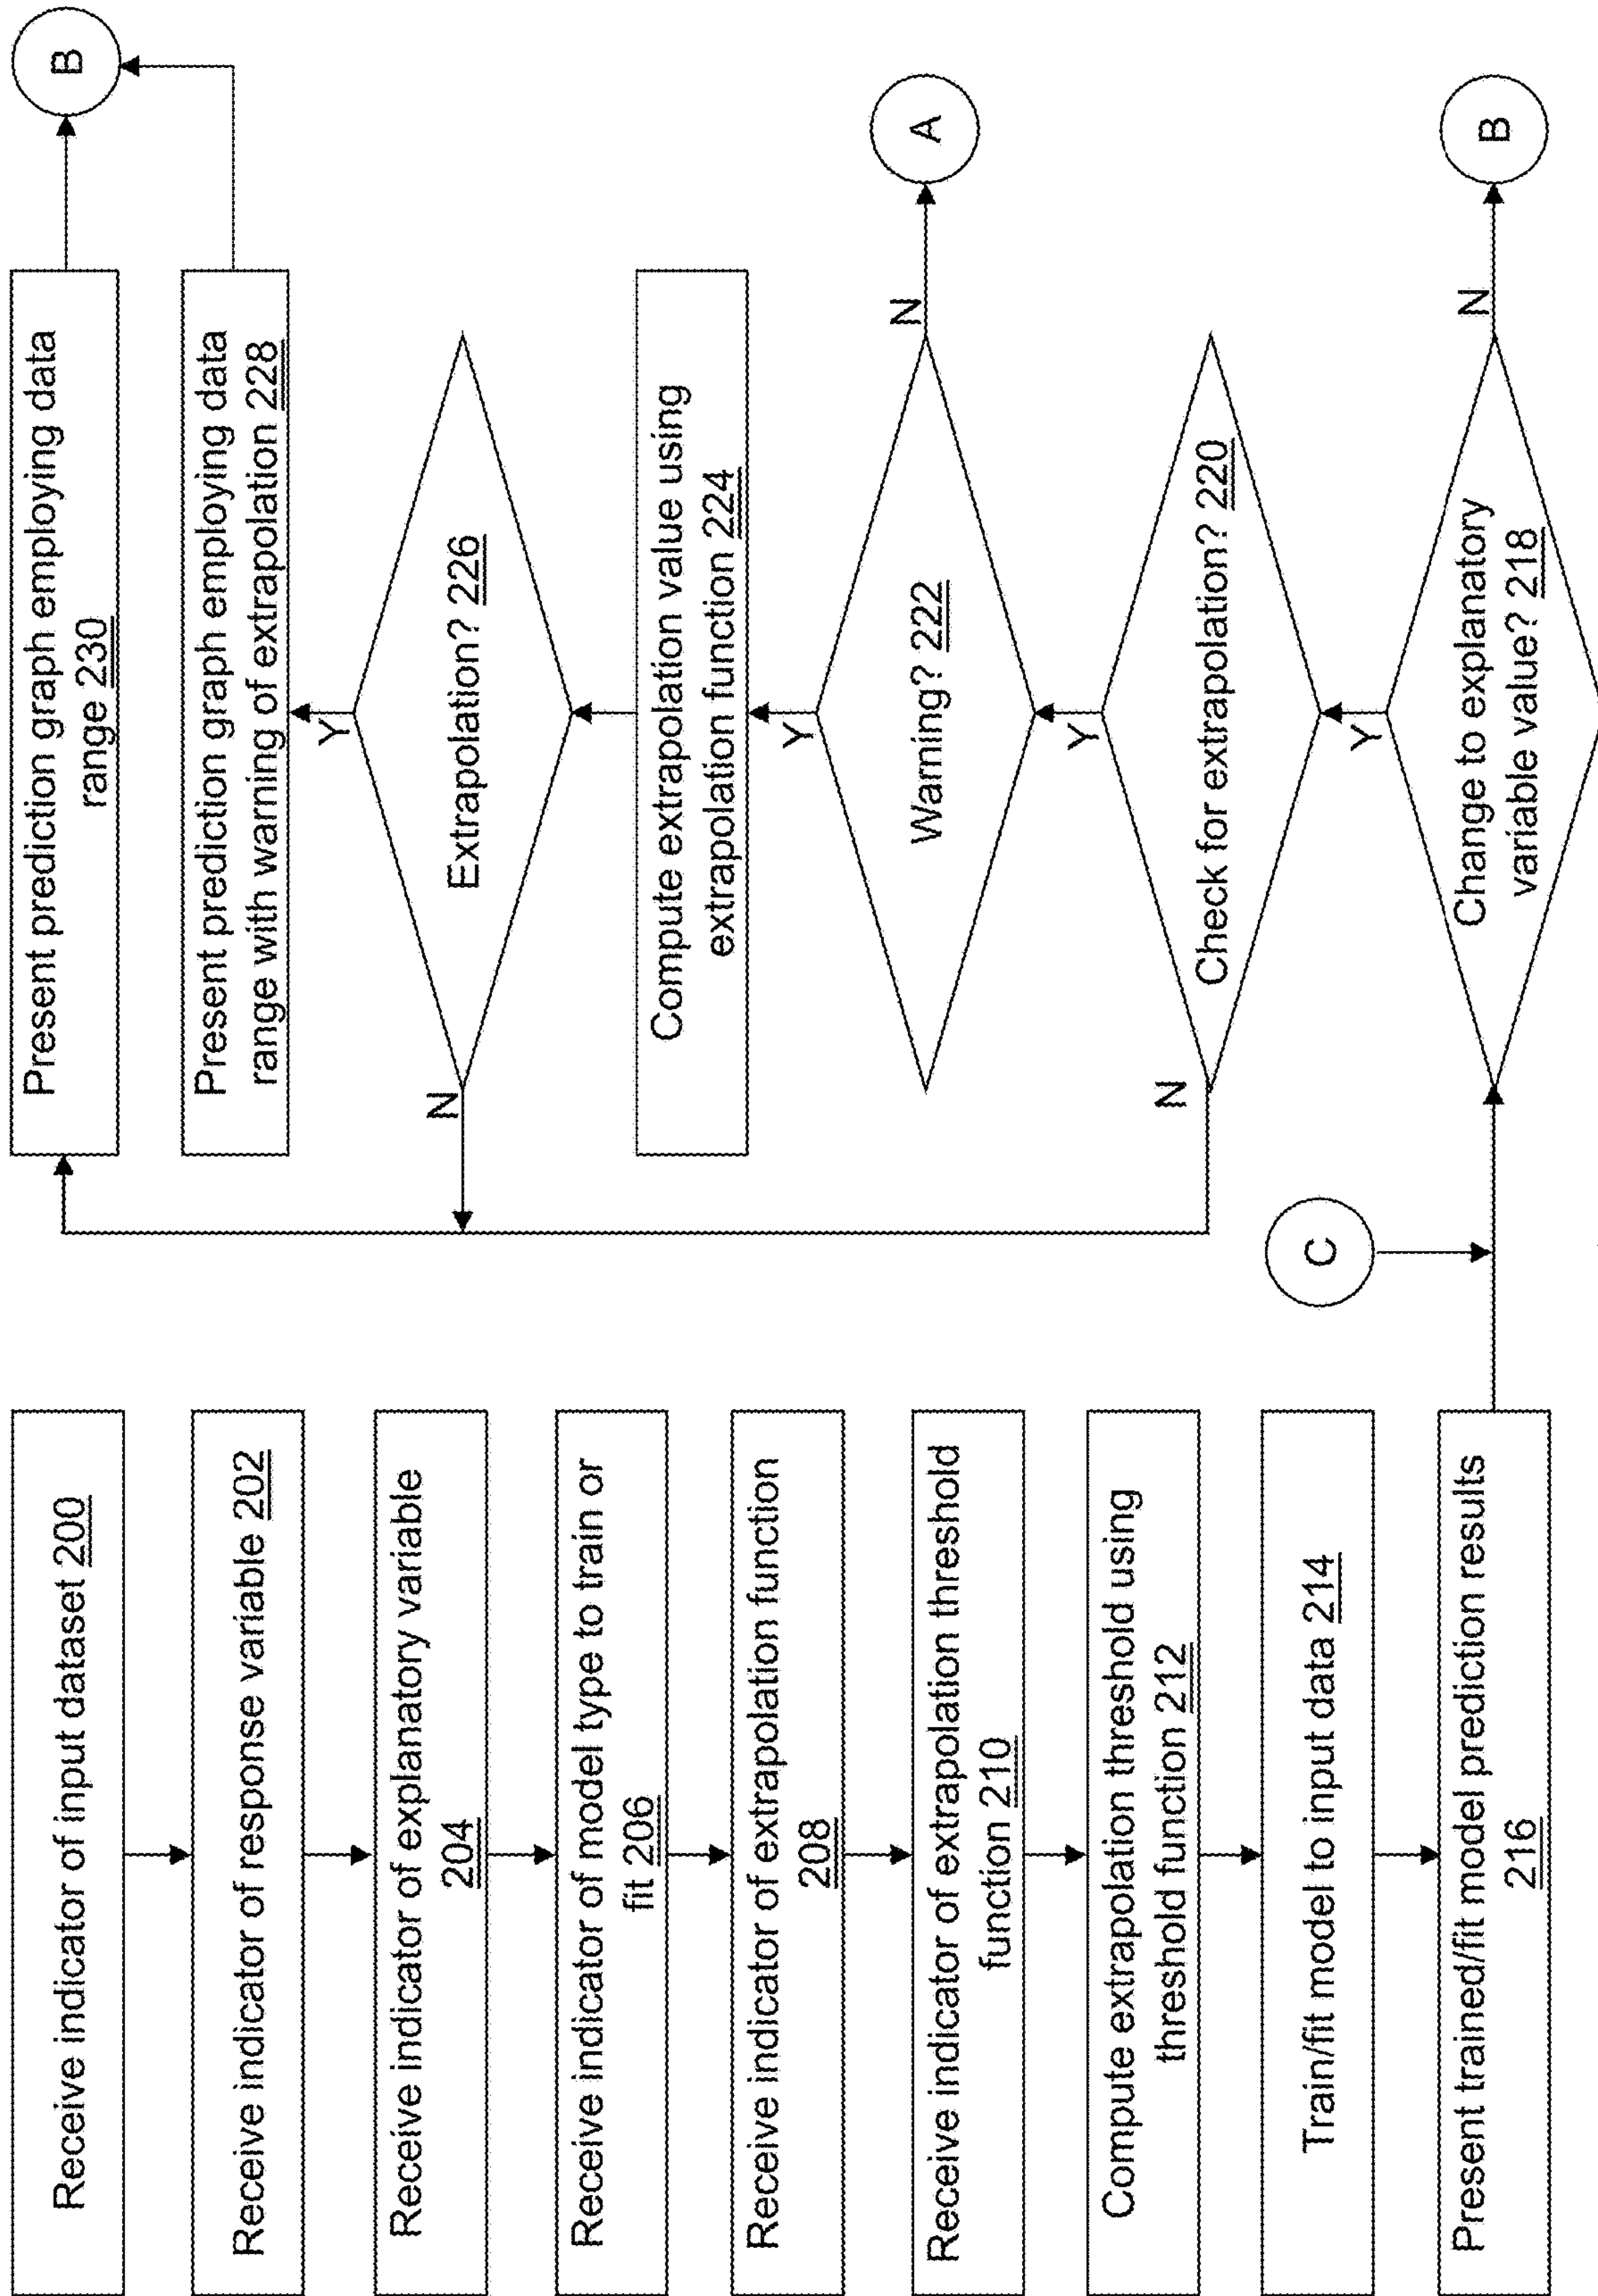 Receive indicator of input dataset 200
Receive indicator of response variable 202
Receive indicator of explanatory variable
204
Receive indicator of model type to train or
fit 206
Receive indicator of extrapolation function
208
Receive indicator of extrapolation threshold
function 210
Compute extrapolation threshold using
threshold function 212
Train/fit model to input data 214
Present trained/fit model prediction results
216
C
Change to explanatory
variable value? 218
Y
N
B
Check for extrapolation? 220
Y
N
Warning? 222
Y
N
A
Compute extrapolation value using
extrapolation function 224
Extrapolation? 226
Y
N
Present prediction graph employing data
range with warning of extrapolation 228
Present prediction graph employing data
range 230
B